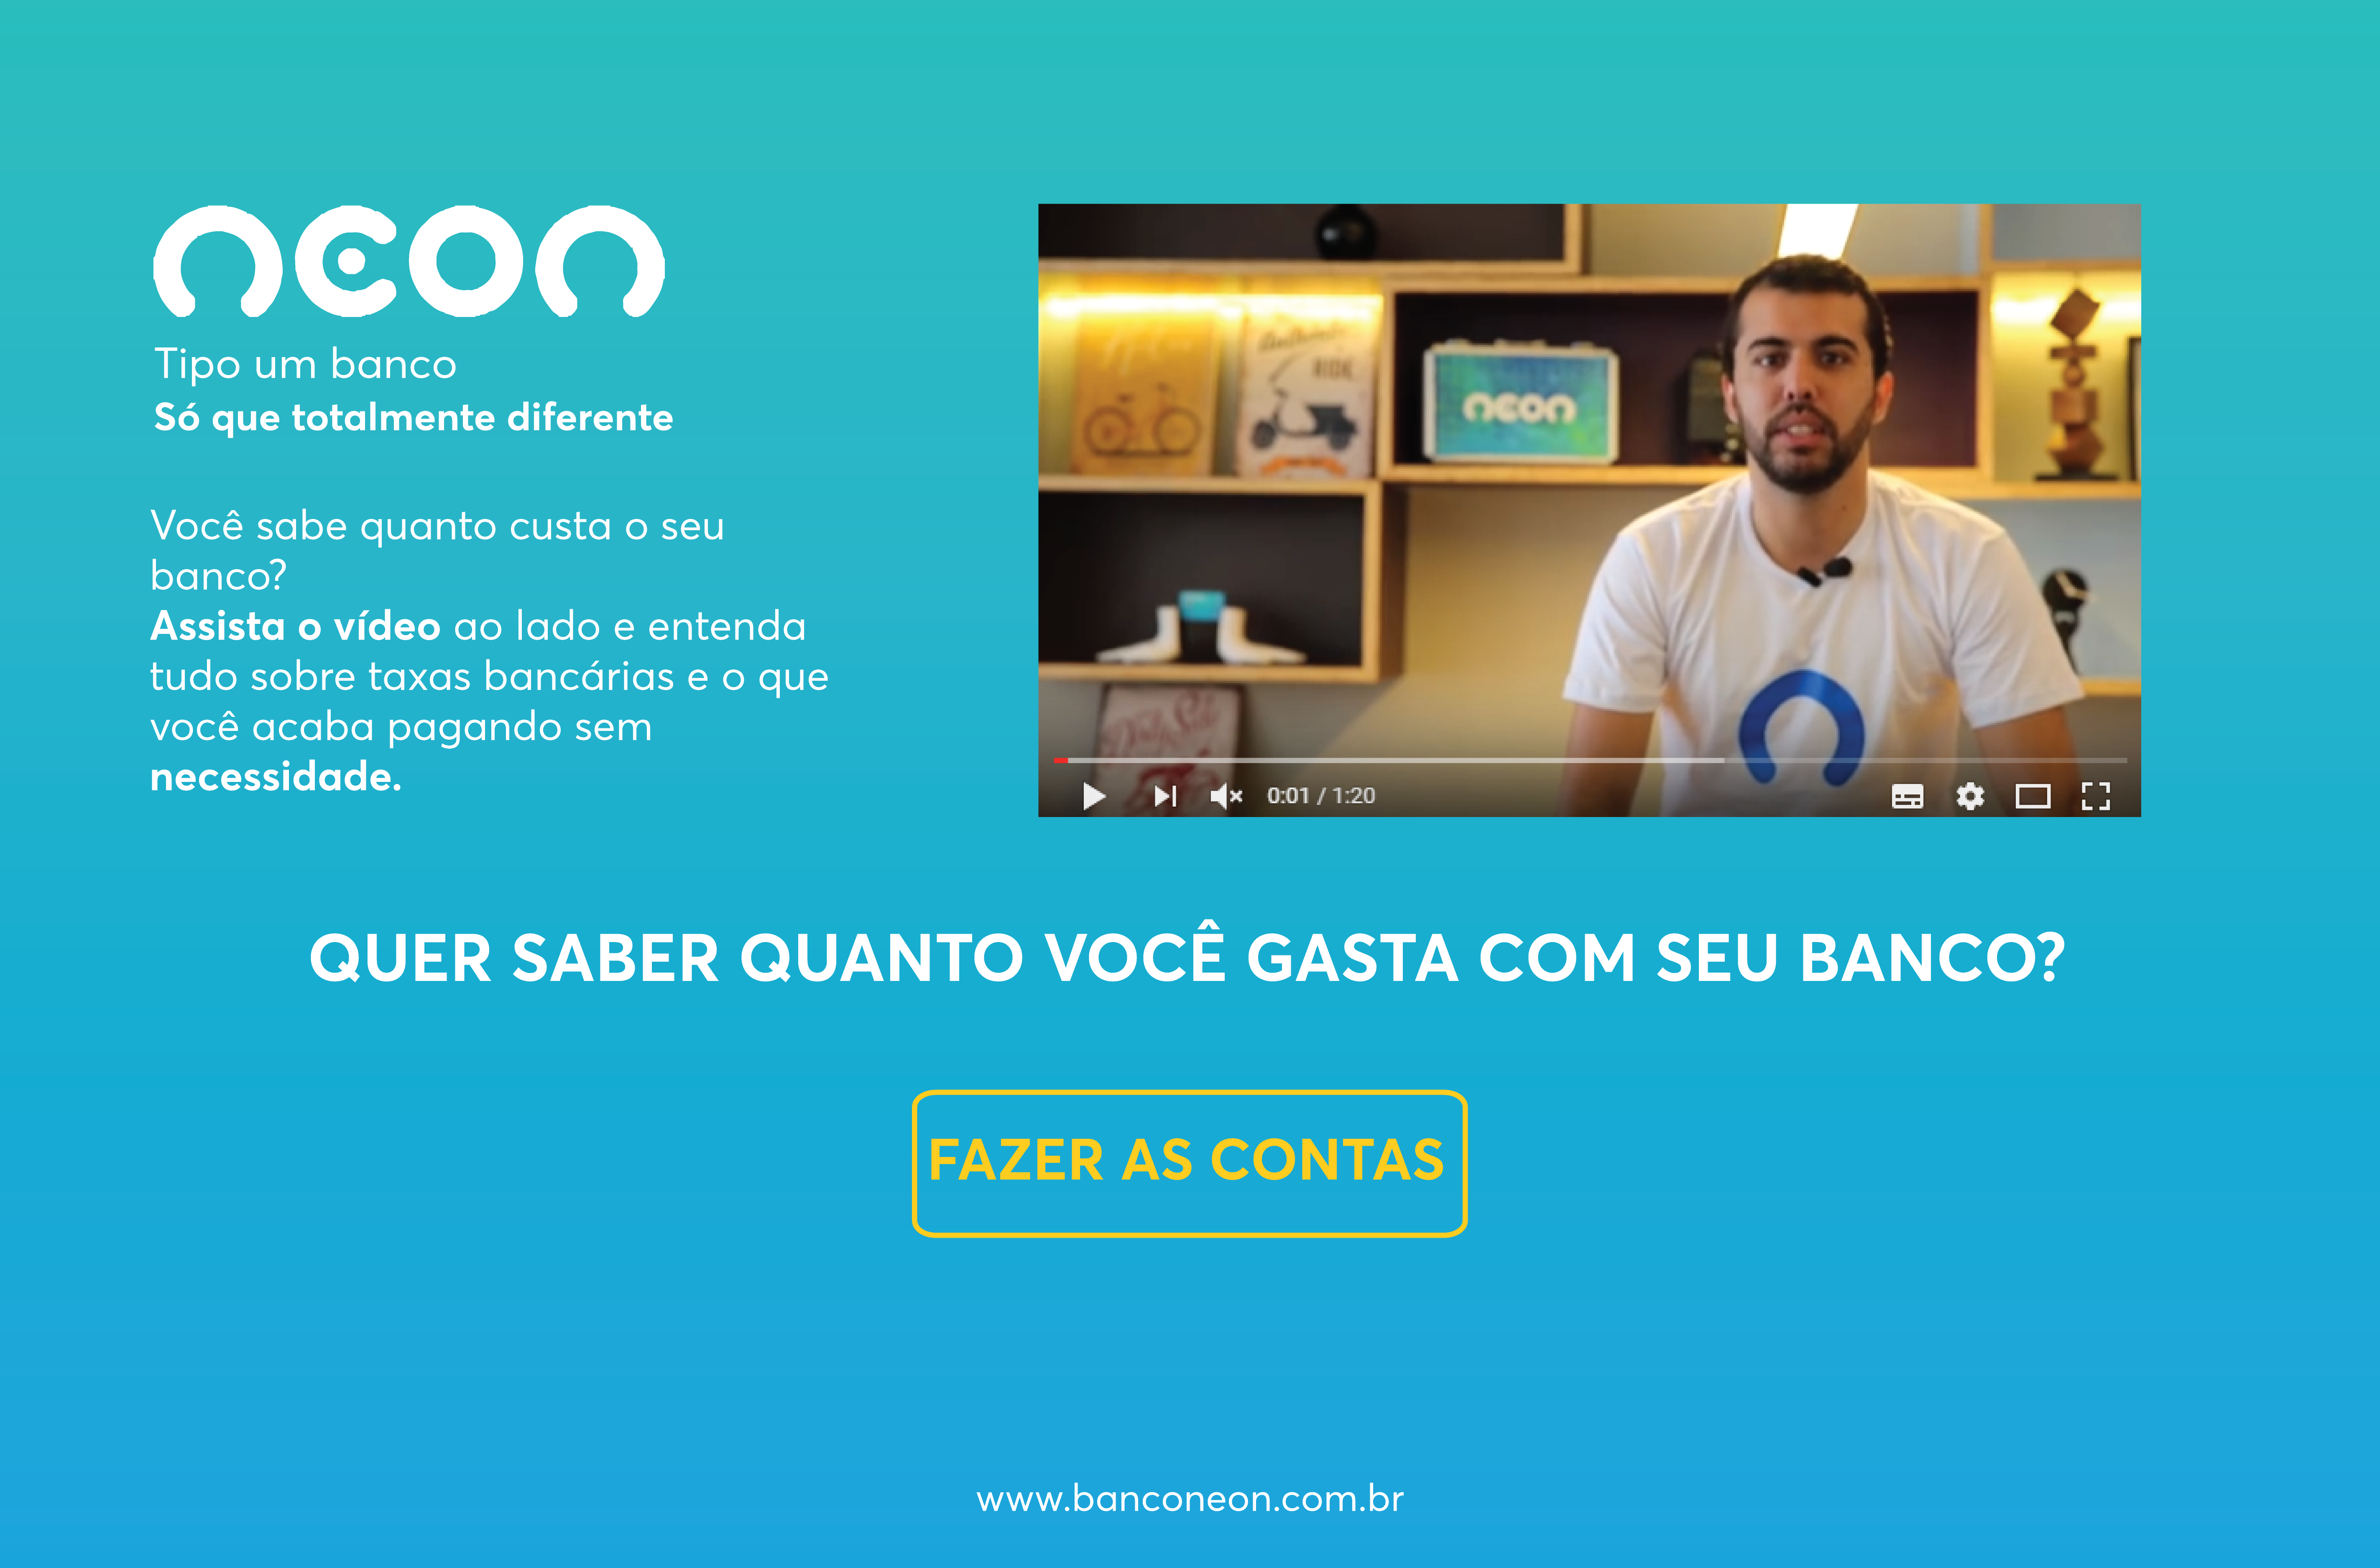 neon
Tipo um banco
Só que totalmente diferente
Você sabe quanto custa o seu
banco?
Assista o vídeo ao lado e entenda
tudo sobre taxas bancárias e o que
você acaba pagando sem
necessidade.
RIDE
neon
0:01 / 1:20
QUER SABER QUANTO VOCÊ GASTA COM SEU BANCO?
FAZER AS CONTAS
www.banconeon.com.br